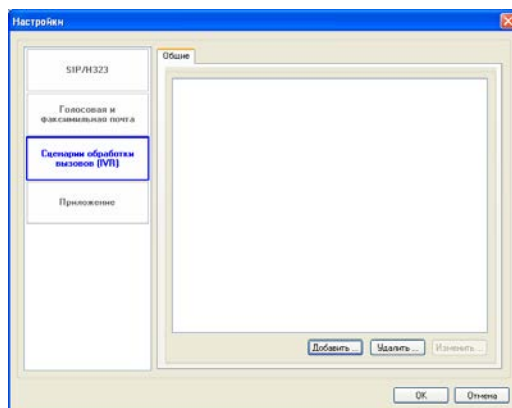 Настройки
SIP/H323
Голосовая и
факсимильная почта
Сценарии обработки
вызовов (IVR)
Приложение
Общие
Добавить ...
Удалить ...
Изменить ...
OK
Отмена